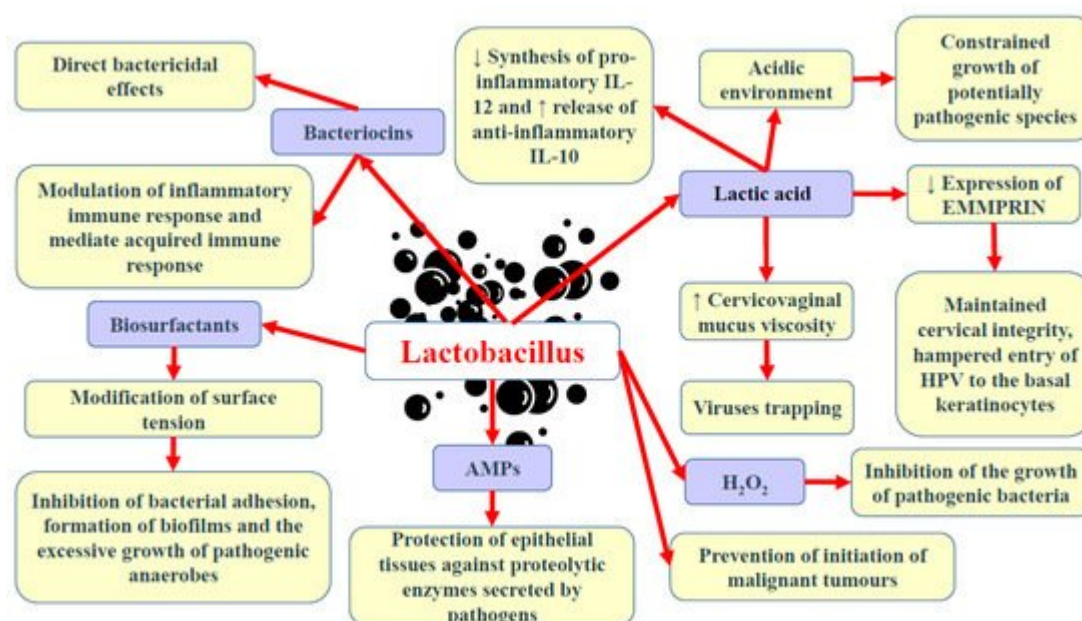 Direct bactericidal
effects
Bacteriocins
Modulation of inflammatory
immune response and
mediate acquired immune
response
↓ Synthesis of pro-
inflammatory IL-
12 and ↑ release of
anti-inflammatory
IL-10
Acidic
environment
Constrained
growth of
potentially
pathogenic species
Lactic acid
↓ Expression of
EMMPRIN
↑ Cervicovaginal
mucus viscosity
Viruses trapping
Maintained
cervical integrity,
hampered entry of
HPV to the basal
keratinocytes
Biosurfactants
Lactobacillus
Modification of surface
tension
Inhibition of bacterial adhesion,
formation of biofilms and the
excessive growth of pathogenic
anaerobes
AMPs
Protection of epithelial
tissues against proteolytic
enzymes secreted by
pathogens
H₂O₂
Inhibition of the growth
of pathogenic bacteria
Prevention of initiation of
malignant tumours